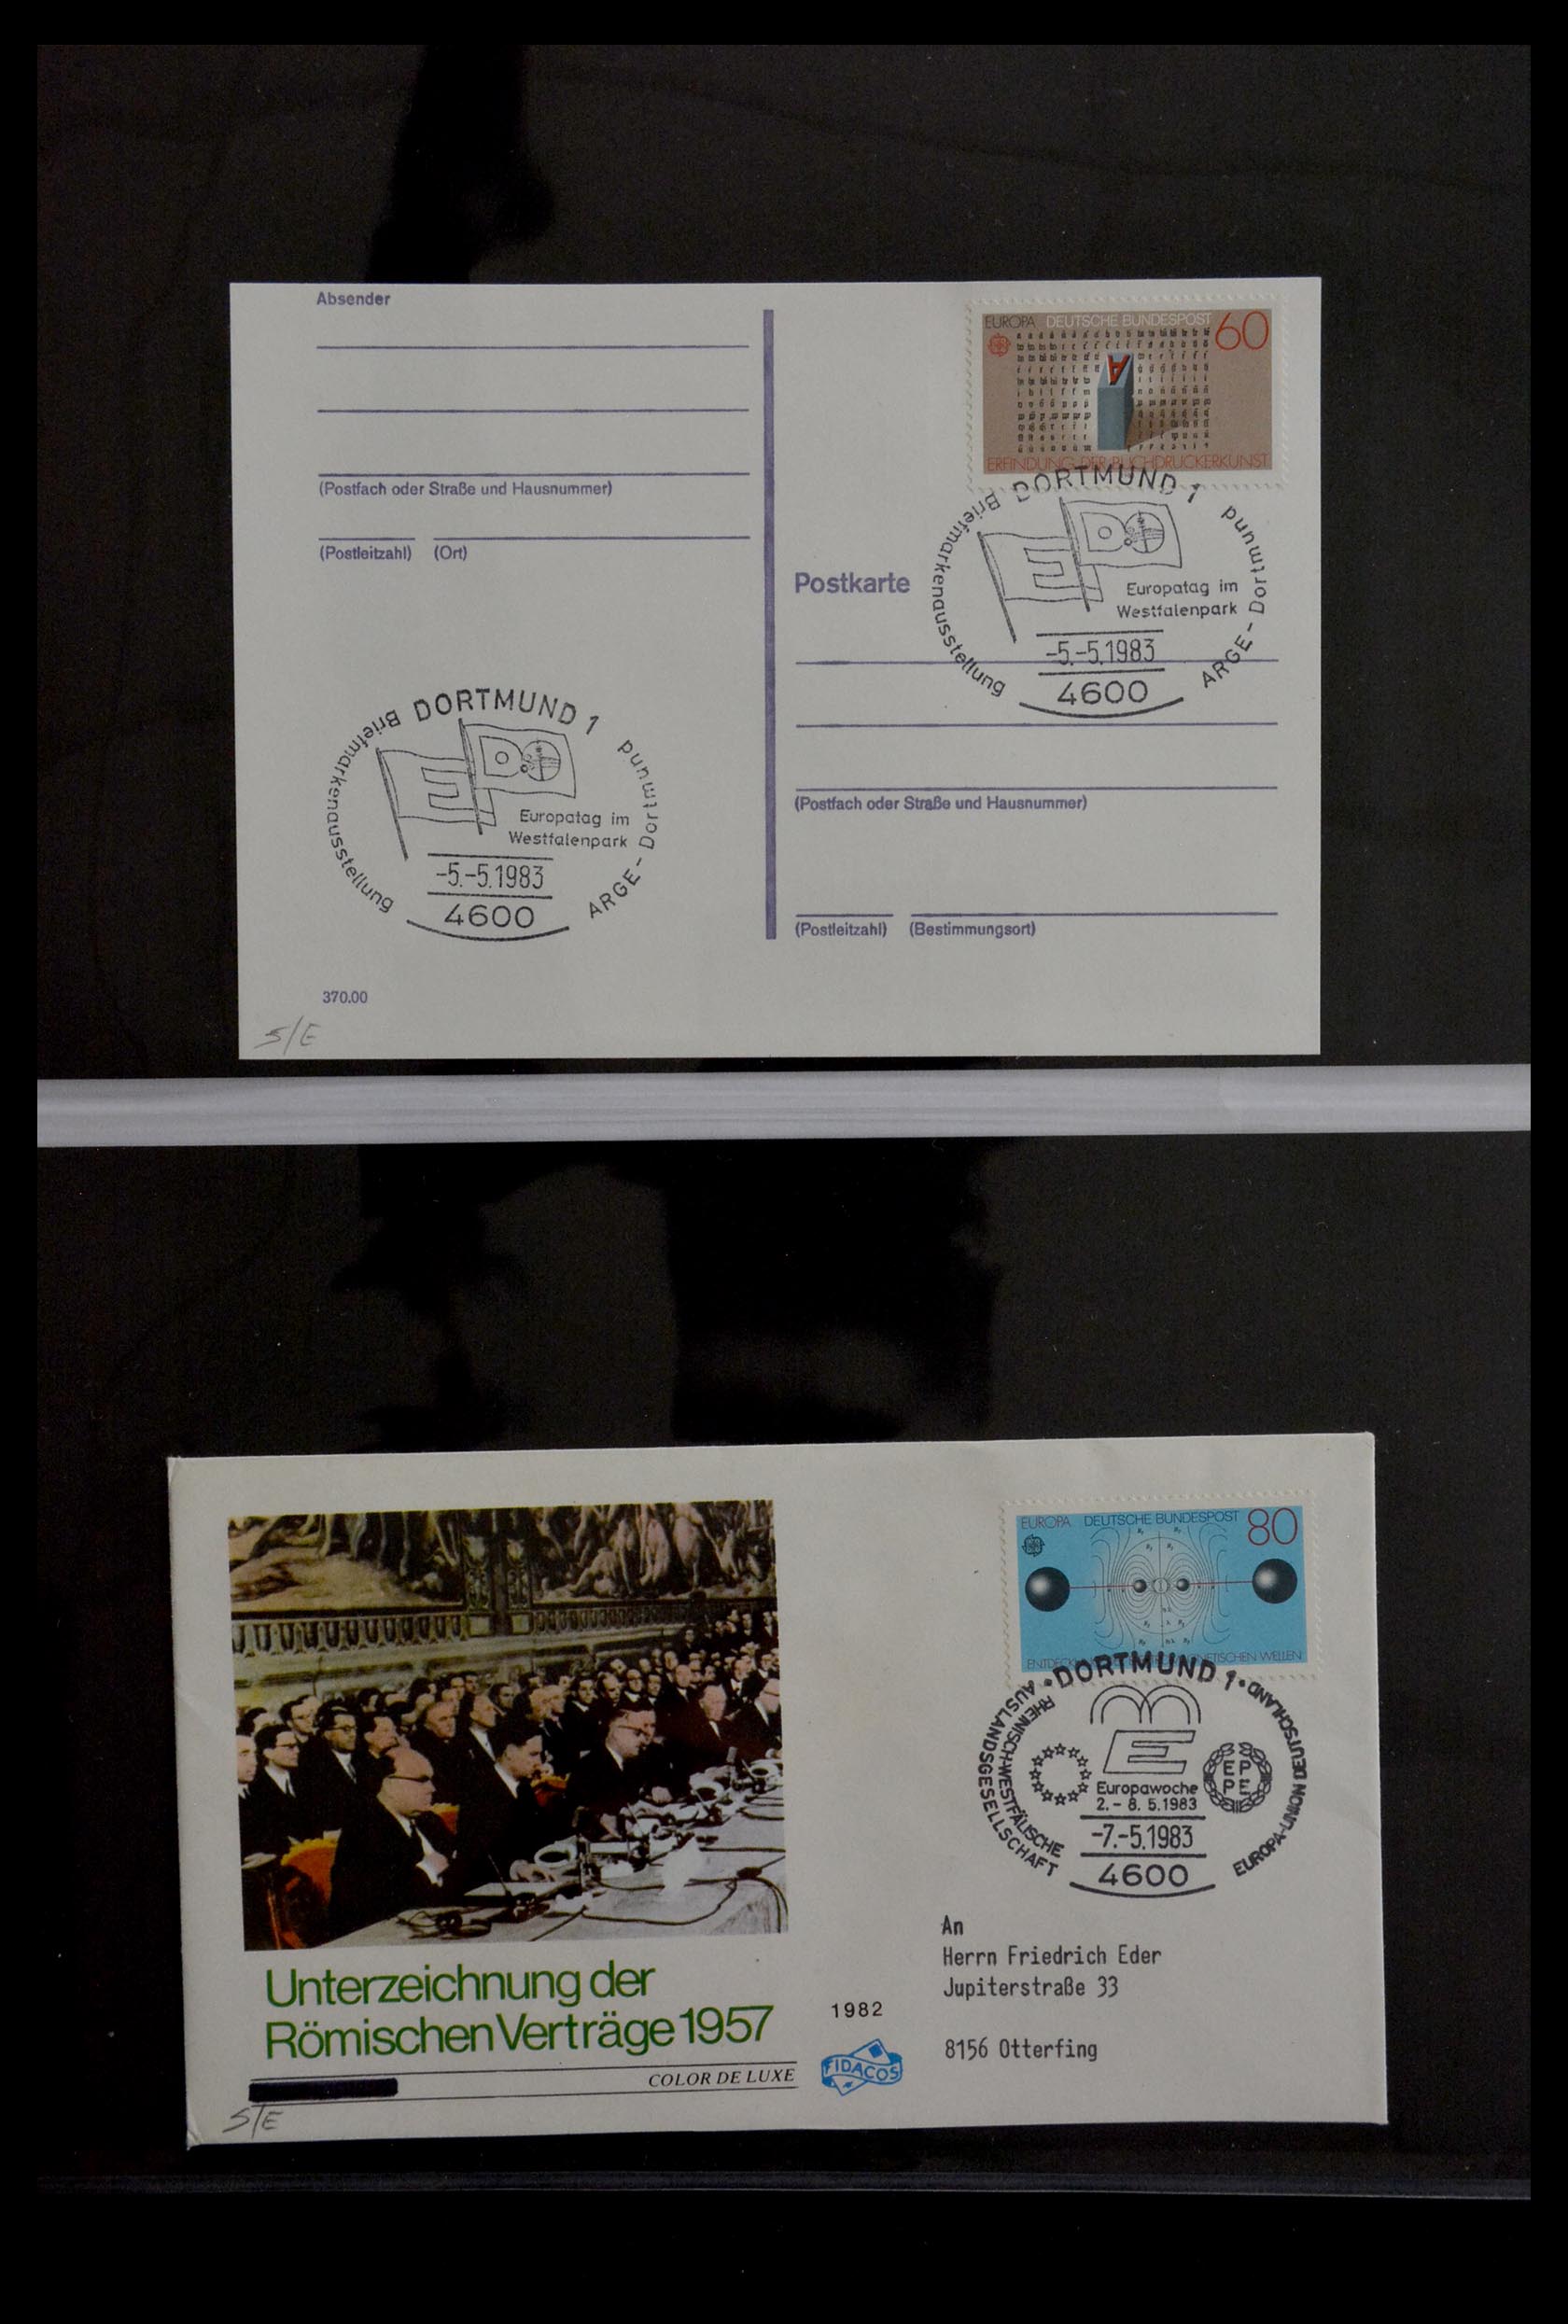 Absender
EUROPA DEUTSCHE BUNDESPOST 60
A
ERFINDUNG DER BUCHDRUCKERKUNST
(Postfach oder Straße und Hausnummer)
(Postleitzahl) (Ort)
Postkarte
DORTMUND 1
Briefmarkenausstellung
ARGE-Dortmund
E DO
Europatag im
Westfalenpark
-5.-5.1983
4600
DORTMUND 1
Briefmarkenausstellung
ARGE-Dortmund
E DO
Europatag im
Westfalenpark
-5.-5.1983
4600
(Postfach oder Straße und Hausnummer)
(Postleitzahl) (Bestimmungsort)
370.00
S/E
EUROPA DEUTSCHE BUNDESPOST 80
DORTMUND 1
RHEINISCH-WESTFÄLISCHE
AUSLANDSGESELLSCHAFT
EUROPA-UNION DEUTSCHLAND
E
EP
PE
Europawoche
2.-8.5.1983
-7.-5.1983
4600
An
Herrn Friedrich Eder
Jupiterstraße 33
8156 Otterfing
Unterzeichnung der
Römischen Verträge 1957
1982
COLOR DE LUXE
FIDACOS
S/E